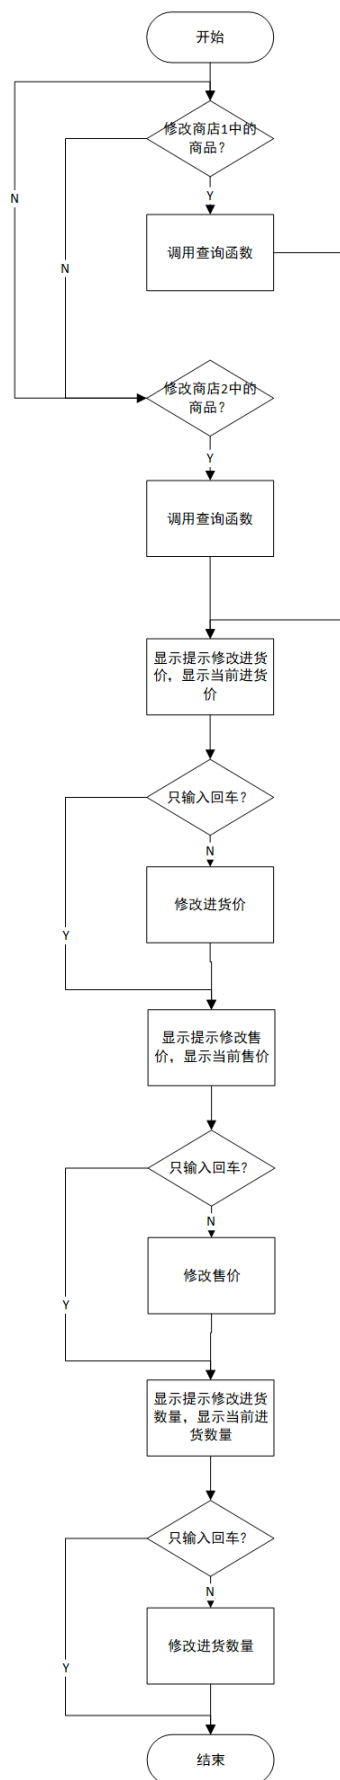 开始
修改商店1中的
商品？
N
Y
N
调用查询函数
修改商店2中的
商品？
Y
调用查询函数
显示提示修改进货
价，显示当前进货
价
只输入回车？
N
修改进货价
Y
显示提示修改售
价，显示当前售价
只输入回车？
N
修改售价
Y
显示提示修改进货
数量，显示当前进
货数量
只输入回车？
N
修改进货数量
Y
结束